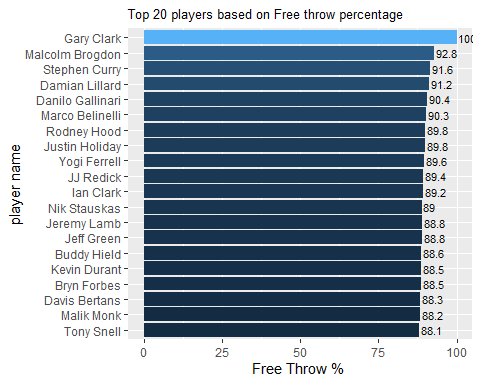 Top 20 players based on Free throw percentage
player name
Gary Clark 100
Malcolm Brogdon 92.8
Stephen Curry 91.6
Damian Lillard 91.2
Danilo Gallinari 90.4
Marco Belinelli 90.3
Rodney Hood 89.8
Justin Holiday 89.8
Yogi Ferrell 89.6
JJ Redick 89.4
Ian Clark 89.2
Nik Stauskas 89
Jeremy Lamb 88.8
Jeff Green 88.8
Buddy Hield 88.6
Kevin Durant 88.5
Bryn Forbes 88.5
Davis Bertans 88.3
Malik Monk 88.2
Tony Snell 88.1
0 25 50 75 100
Free Throw %